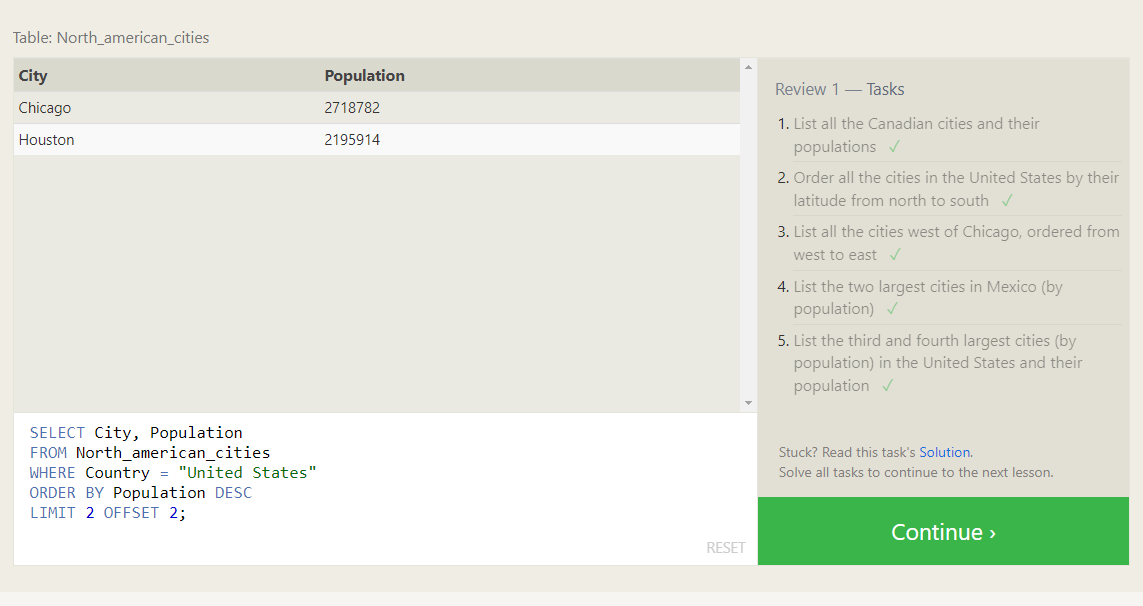 Table: North_american_cities
City Population
Chicago 2718782
Houston 2195914
SELECT City, Population
FROM North_american_cities
WHERE Country = "United States"
ORDER BY Population DESC
LIMIT 2 OFFSET 2;
RESET
Review 1 — Tasks
1. List all the Canadian cities and their
populations ✓
2. Order all the cities in the United States by their
latitude from north to south ✓
3. List all the cities west of Chicago, ordered from
west to east ✓
4. List the two largest cities in Mexico (by
population) ✓
5. List the third and fourth largest cities (by
population) in the United States and their
population ✓
Stuck? Read this task's Solution.
Solve all tasks to continue to the next lesson.
Continue ›